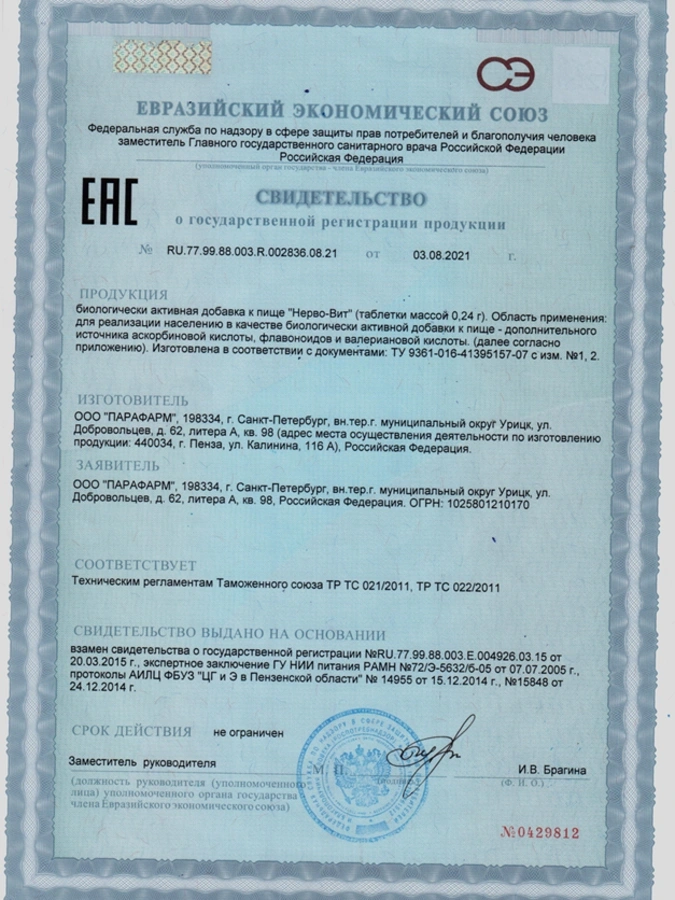 СЭ
ЕВРАЗИЙСКИЙ ЭКОНОМИЧЕСКИЙ СОЮЗ
Федеральная служба по надзору в сфере защиты прав потребителей и благополучия человека
заместитель Главного государственного санитарного врача Российской Федерации
Российская Федерация
(уполномоченный орган государства - члена Евразийского экономического союза)
ЕАС
СВИДЕТЕЛЬСТВО
о государственной регистрации продукции
№ RU.77.99.88.003.R.002836.08.21 от 03.08.2021 г.
ПРОДУКЦИЯ
биологически активная добавка к пище "Нерво-Вит" (таблетки массой 0,24 г). Область применения:
для реализации населению в качестве биологически активной добавки к пище - дополнительного
источника аскорбиновой кислоты, флавоноидов и валериановой кислоты. (далее согласно
приложению). Изготовлена в соответствии с документами: ТУ 9361-016-41395157-07 с изм. №1, 2.
ИЗГОТОВИТЕЛЬ
ООО "ПАРАФАРМ", 198334, г. Санкт-Петербург, вн.тер.г. муниципальный округ Урицк, ул.
Добровольцев, д. 62, литера А, кв. 98 (адрес места осуществления деятельности по изготовлению
продукции: 440034, г. Пенза, ул. Калинина, 116 А), Российская Федерация.
ЗАЯВИТЕЛЬ
ООО "ПАРАФАРМ", 198334, г. Санкт-Петербург, вн.тер.г. муниципальный округ Урицк, ул.
Добровольцев, д. 62, литера А, кв. 98, Российская Федерация. ОГРН: 1025801210170
СООТВЕТСТВУЕТ
Техническим регламентам Таможенного союза ТР ТС 021/2011, ТР ТС 022/2011
СВИДЕТЕЛЬСТВО ВЫДАНО НА ОСНОВАНИИ
взамен свидетельства о государственной регистрации №RU.77.99.88.003.Е.004926.03.15 от
20.03.2015 г., экспертное заключение ГУ НИИ питания РАМН №72/Э-5632/б-05 от 07.07.2005 г.,
протоколы АИЛЦ ФБУЗ "ЦГ и Э в Пензенской области" № 14955 от 15.12.2014 г., №15848 от
24.12.2014 г.
СРОК ДЕЙСТВИЯ не ограничен
Заместитель руководителя
М. П. И.В. Брагина
(должность руководителя (уполномоченного
лица) уполномоченного органа государства
члена Евразийского экономического союза)
(подпись)
(Ф. И. О.)
№0429812